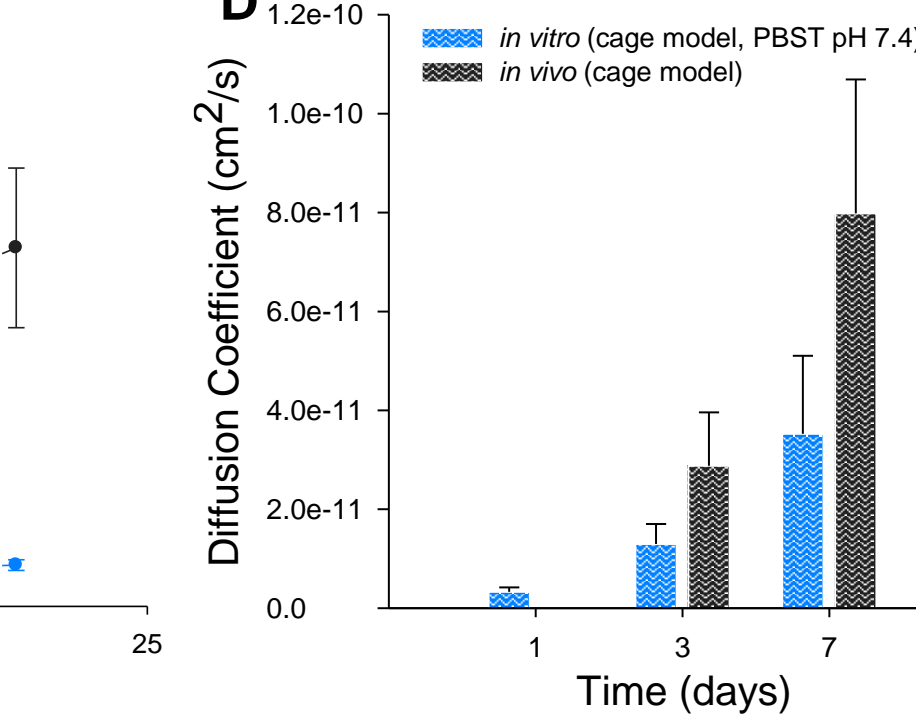 D
1.2e-10
1.0e-10
8.0e-11
6.0e-11
4.0e-11
2.0e-11
0.0
Diffusion Coefficient (cm²/s)
in vitro (cage model, PBST pH 7.4)
in vivo (cage model)
25
1 3 7
Time (days)